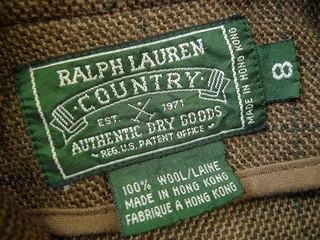 RALPH LAUREN
COUNTRY
EST. 1971
AUTHENTIC DRY GOODS
~ REG. U.S. PATENT OFFICE ~
MADE IN HONG KONG
8
100% WOOL/LAINE
MADE IN HONG KONG
FABRIQUE A HONG KONG